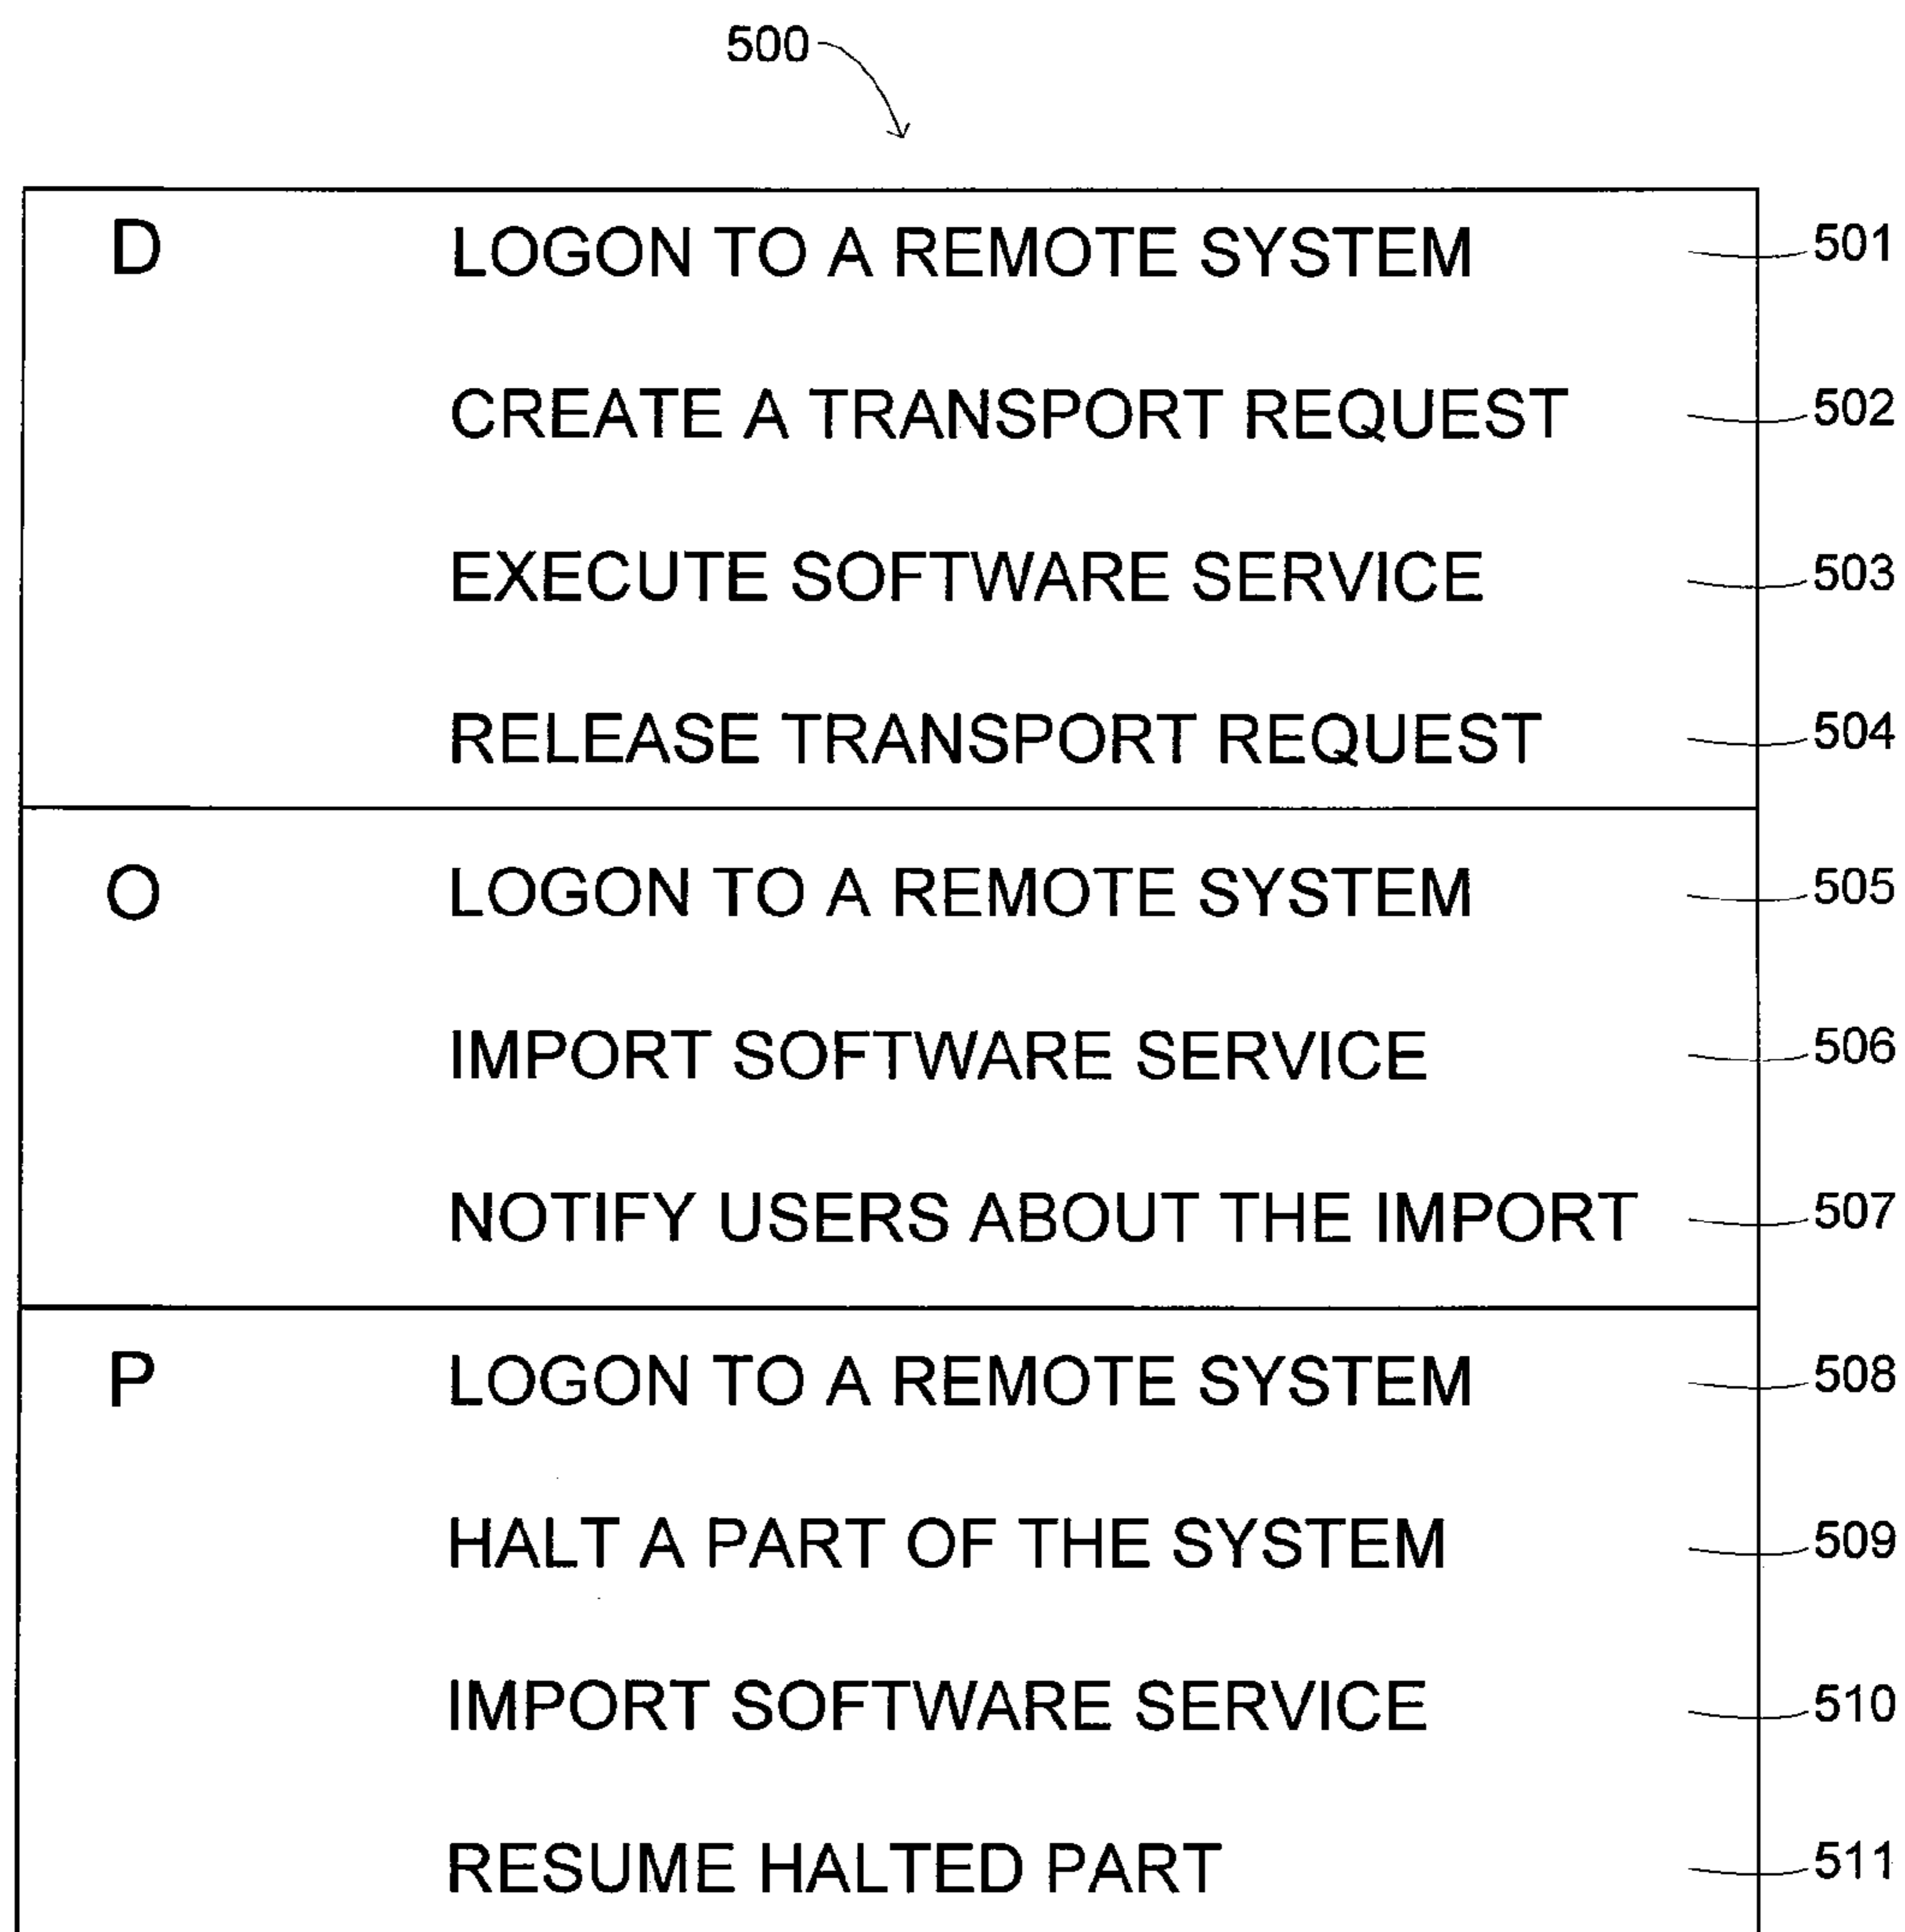 500
D LOGON TO A REMOTE SYSTEM 501
CREATE A TRANSPORT REQUEST 502
EXECUTE SOFTWARE SERVICE 503
RELEASE TRANSPORT REQUEST 504
O LOGON TO A REMOTE SYSTEM 505
IMPORT SOFTWARE SERVICE 506
NOTIFY USERS ABOUT THE IMPORT 507
P LOGON TO A REMOTE SYSTEM 508
HALT A PART OF THE SYSTEM 509
IMPORT SOFTWARE SERVICE 510
RESUME HALTED PART 511